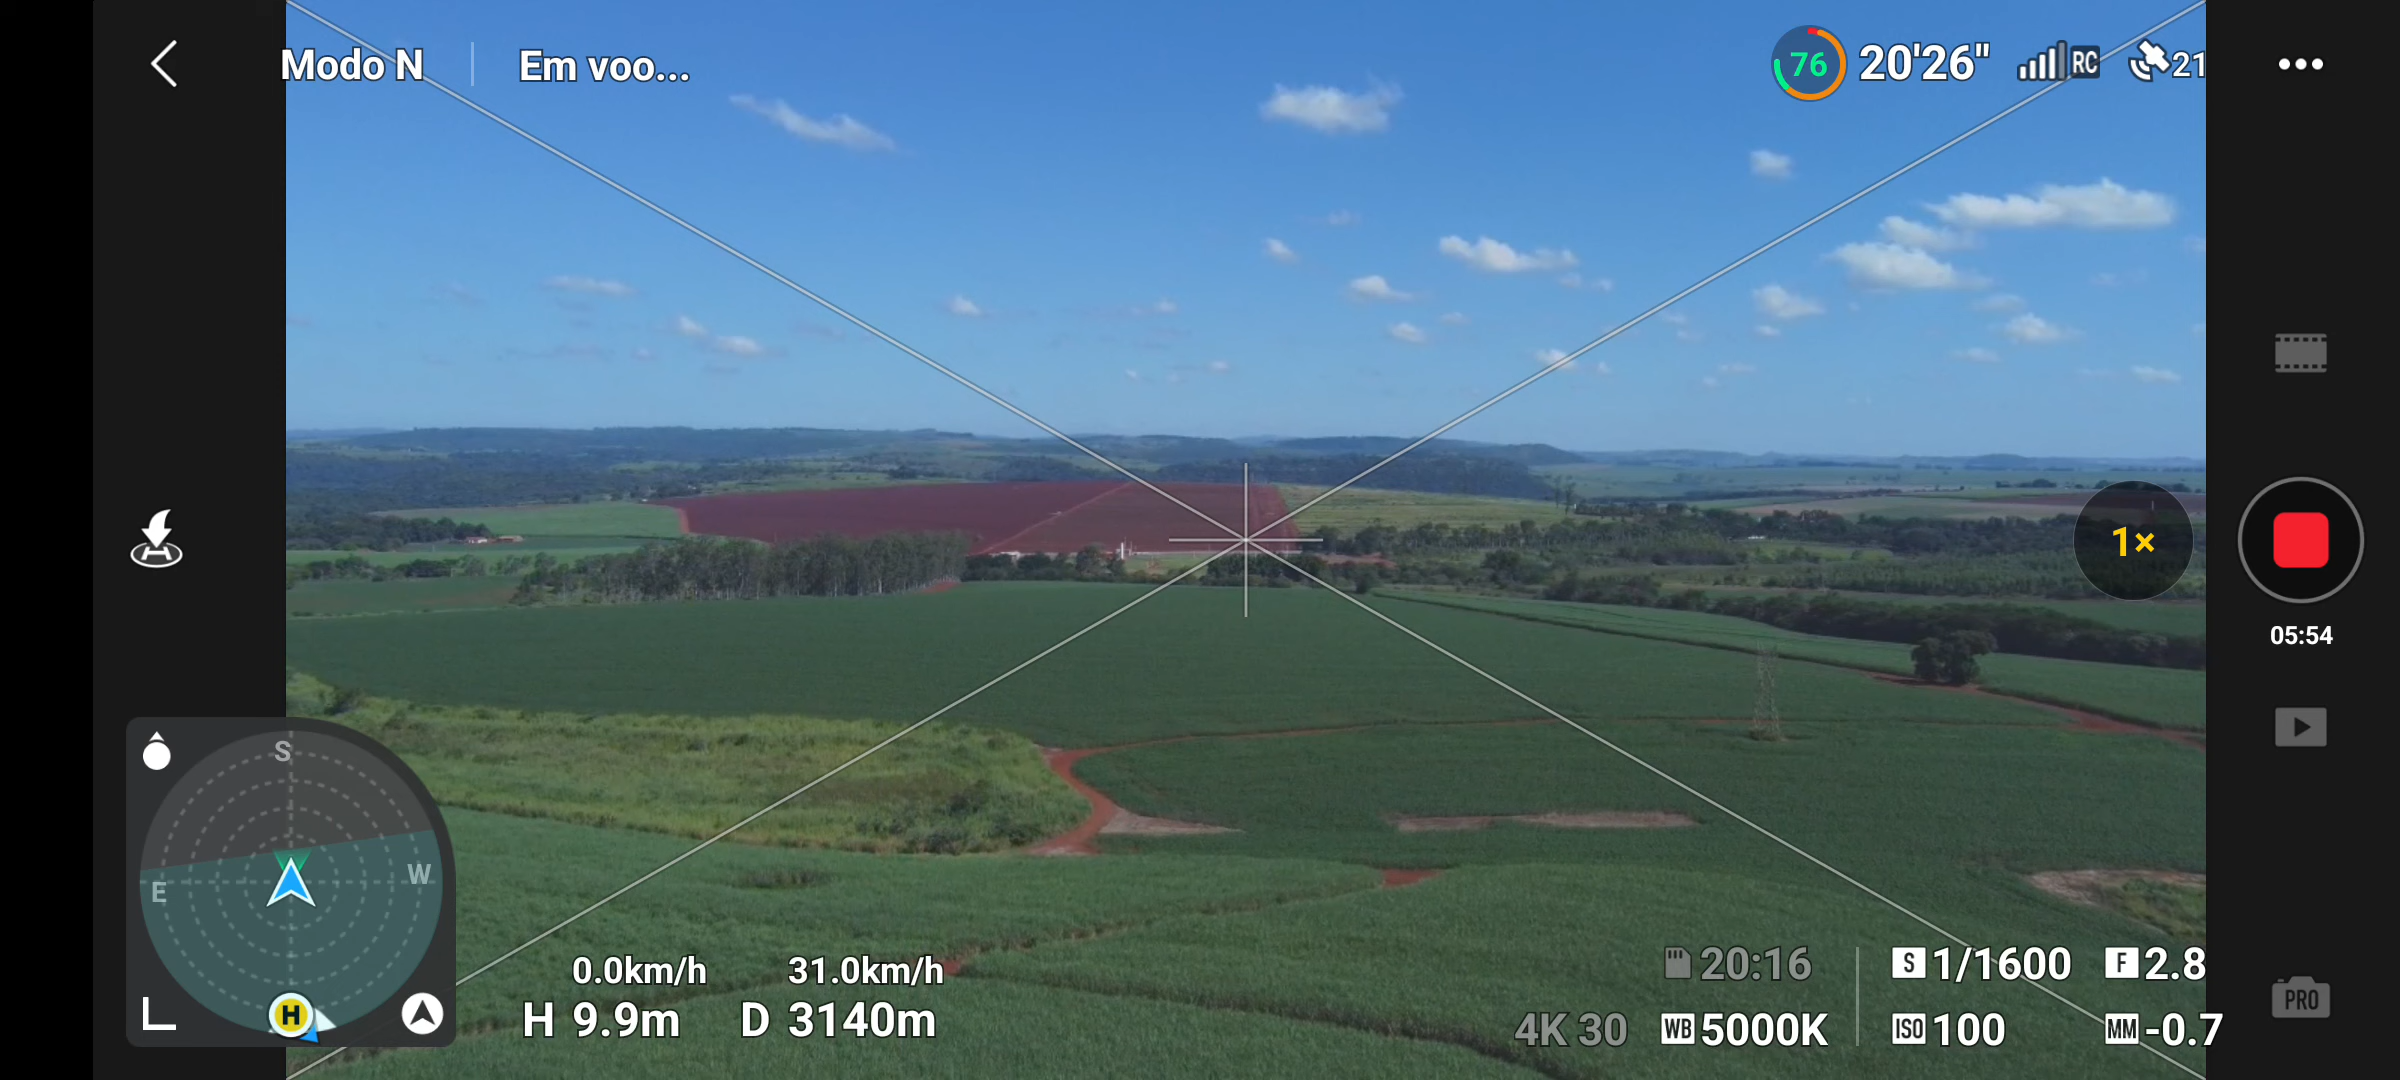 Modo N
Em voo...
76
20'26"
RC
21
1×
05:54
S
E
W
H
0.0km/h
31.0km/h
H 9.9m
D 3140m
20:16
S 1/1600
F 2.8
4K 30
WB 5000K
ISO 100
MM -0.7
PRO